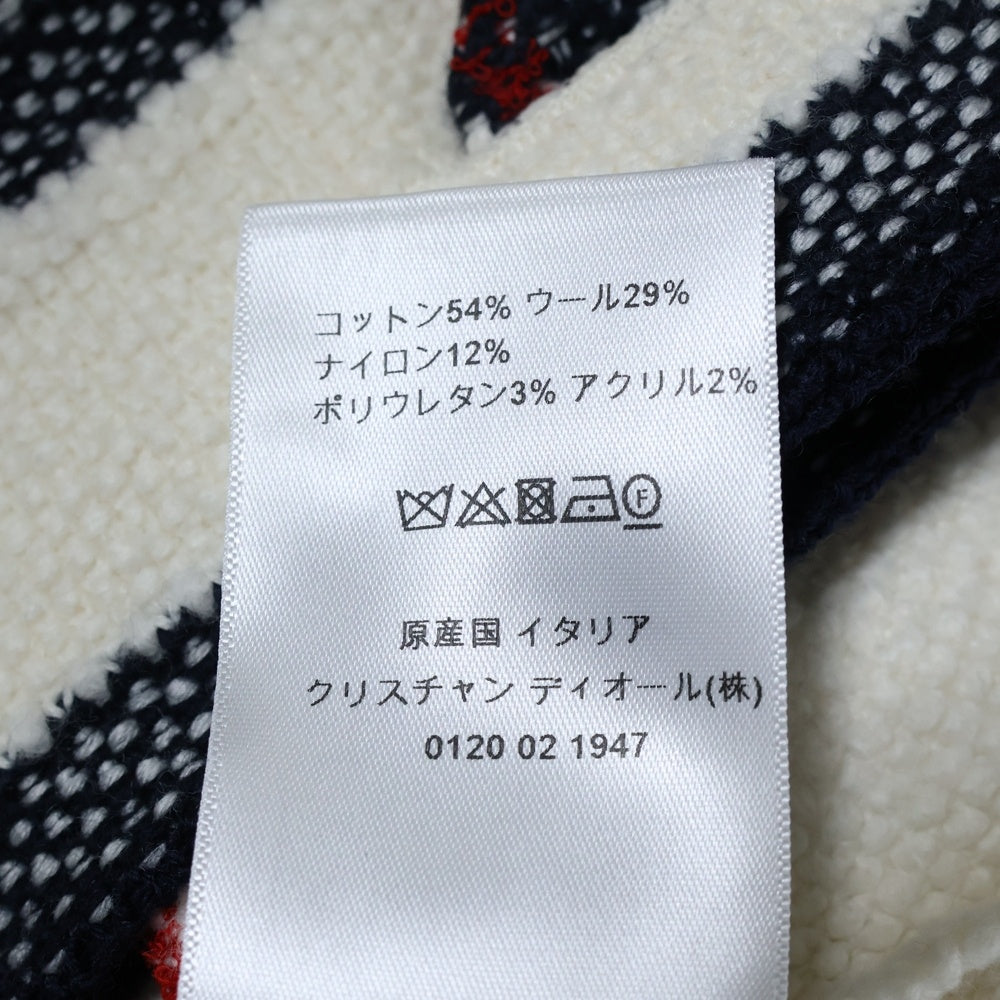 コットン54% ウール29%
ナイロン12%
ポリウレタン3% アクリル2%
F
原産国 イタリア
クリスチャン ディオール(株)
0120 02 1947